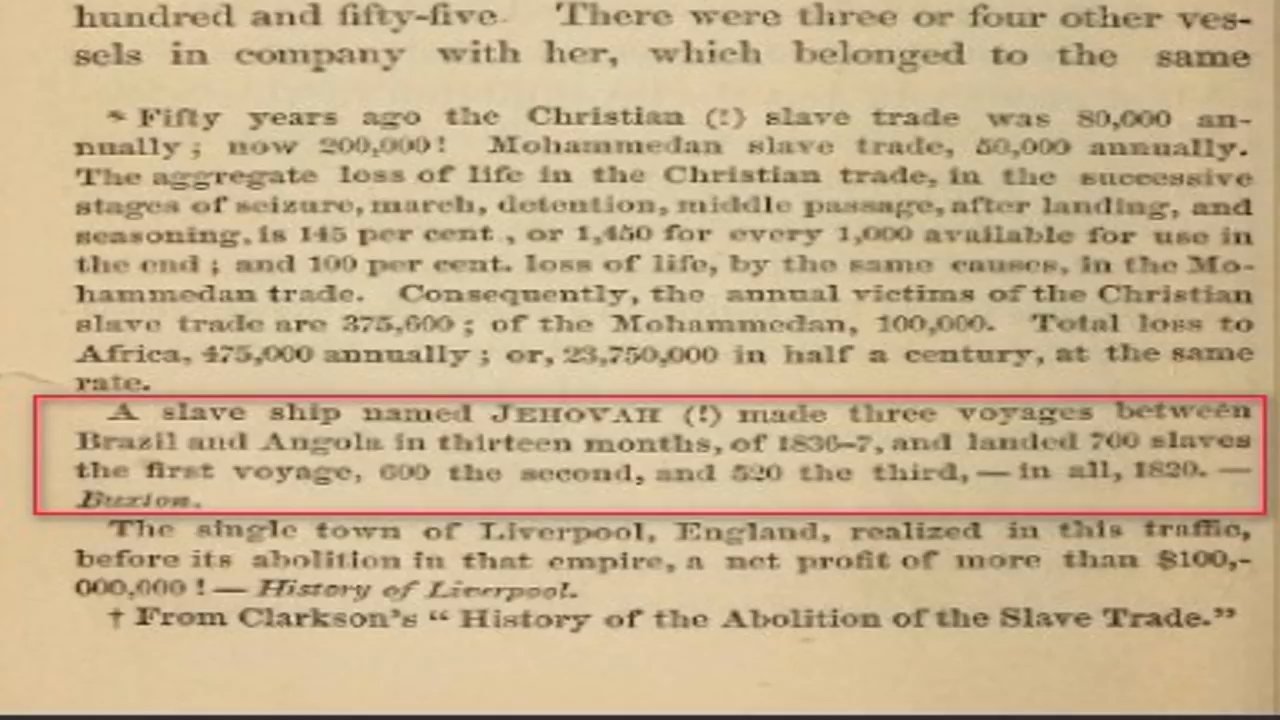 hundred and fifty-five. There were three or four other ves-
sels in company with her, which belonged to the same
* Fifty years ago the Christian (!) slave trade was 80,000 an-
nually; now 200,000! Mohammedan slave trade, 50,000 annually.
The aggregate loss of life in the Christian trade, in the successive
stages of seizure, march, detention, middle passage, after landing, and
seasoning, is 145 per cent, or 1,450 for every 1,000 available for use in
the end; and 100 per cent. loss of life, by the same causes, in the Mo-
hammedan trade. Consequently, the annual victims of the Christian
slave trade are 375,600; of the Mohammedan, 100,000. Total loss to
Africa, 475,000 annually; or, 23,750,000 in half a century, at the same
rate.
A slave ship named JEHOVAH (!) made three voyages between
Brazil and Angola in thirteen months, of 1836–7, and landed 700 slaves
the first voyage, 600 the second, and 520 the third, — in all, 1820. —
Buxton.
The single town of Liverpool, England, realized in this traffic,
before its abolition in that empire, a net profit of more than $100,-
000,000! — History of Liverpool.
† From Clarkson's "History of the Abolition of the Slave Trade."